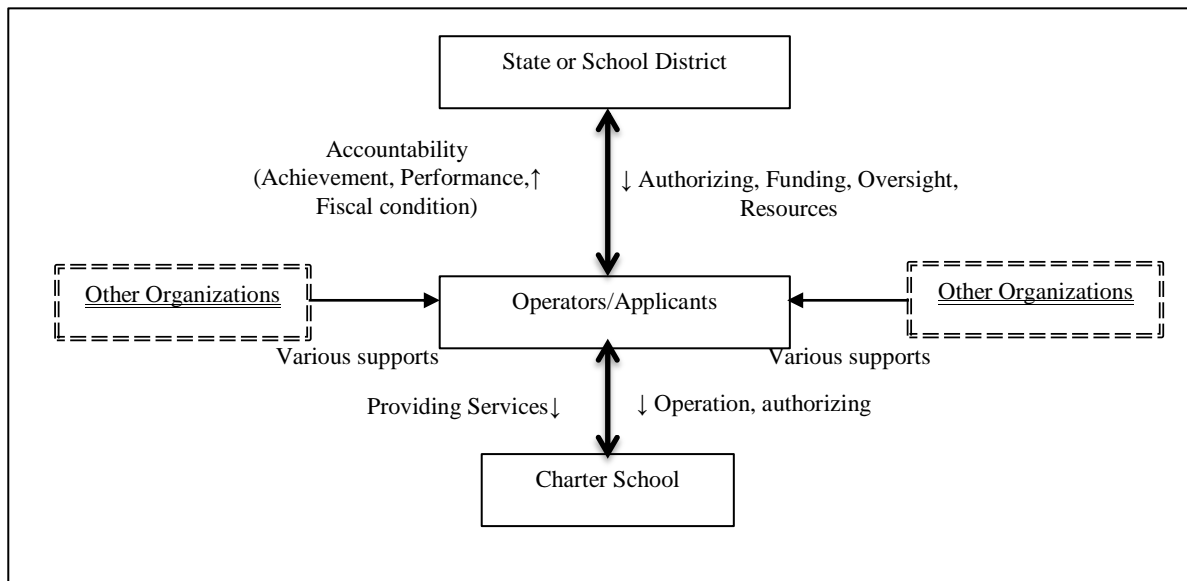 State or School District
Accountability
(Achievement, Performance,↑
Fiscal condition)
↓ Authorizing, Funding, Oversight,
Resources
Other Organizations
Operators/Applicants
Other Organizations
Various supports
Various supports
Providing Services↓
↓ Operation, authorizing
Charter School